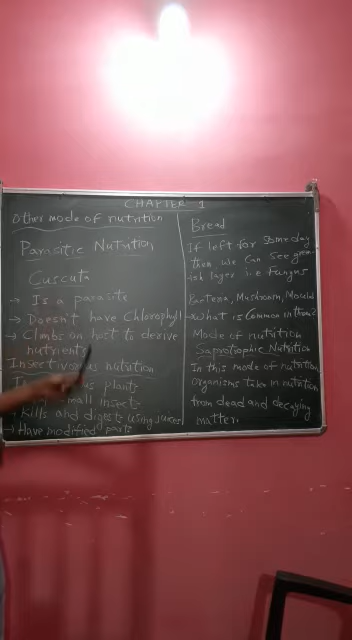 CHAPTER 1
Other mode of nutrition
Parasitic Nutrition
Cuscuta
→ Is a parasite
→ Doesn't have Chlorophyll
→ Climbs on host to derive
nutrients
Insectivorous nutrition
plants
small insects
→ Kills and digests using juices
→ Have modified parts
Bread
If left for someday
then we can see green
ish layer i.e fungus
Mushroom, Mould
→ What is common in them?
Mode of nutrition
Saprotrophic Nutrition
In this mode of nutrition
Organisms take in nutrition
from dead and decaying
matter.